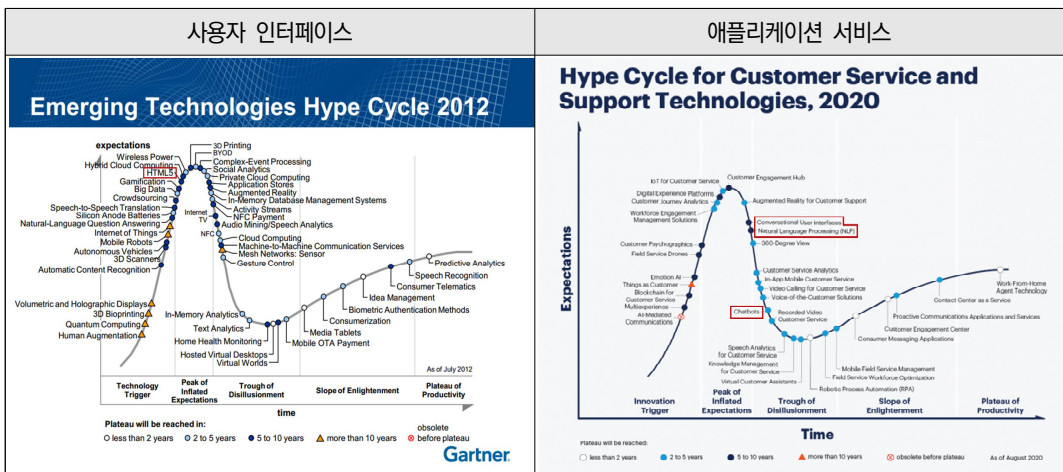 사용자 인터페이스
애플리케이션 서비스
Emerging Technologies Hype Cycle 2012
expectations
3D Printing
BYOD
Wireless Power
Complex-Event Processing
Hybrid Cloud Computing
Social Analytics
HTML5
Private Cloud Computing
Gamification
Application Stores
Big Data
Augmented Reality
Crowdsourcing
In-Memory Database Management Systems
Speech-to-Speech Translation
Activity Streams
Silicon Anode Batteries
Internet
TV
NFC Payment
Natural-Language Question Answering
Audio Mining/Speech Analytics
Internet of Things
NFC
Mobile Robots
Cloud Computing
Autonomous Vehicles
Machine-to-Machine Communication Services
3D Scanners
Mesh Networks: Sensor
Automatic Content Recognition
Gesture Control
Predictive Analytics
Speech Recognition
Consumer Telematics
Idea Management
Volumetric and Holographic Displays
Biometric Authentication Methods
3D Bioprinting
In-Memory Analytics
Consumerization
Quantum Computing
Text Analytics
Media Tablets
Human Augmentation
Home Health Monitoring
Mobile OTA Payment
Hosted Virtual Desktops
Virtual Worlds
As of July 2012
Technology
Trigger
Peak of
Inflated
Expectations
Trough of
Disillusionment
Slope of Enlightenment
Plateau of
Productivity
time
Plateau will be reached in:
less than 2 years
2 to 5 years
5 to 10 years
more than 10 years
obsolete
before plateau
Gartner
Hype Cycle for Customer Service and
Support Technologies, 2020
Expectations
Customer Engagement Hub
IoT for Customer Service
Digital Experience Platforms
Customer Journey Analytics
Augmented Reality for Customer Support
Workforce Engagement
Management Solutions
Conversational User Interfaces
Natural Language Processing (NLP)
Customer Psychographics
360-Degree View
Field Service Drones
Emotion AI
Customer Service Analytics
Things as Customer
In-App Mobile Customer Service
Blockchain for
Customer Service
Video Calling for Customer Service
Multiexperience
Voice-of-the-Customer Solutions
AI-Mediated
Communications
Chatbots
Recorded Video
Customer Service
Work-From-Home
Agent Technology
Contact Center as a Service
Proactive Communications Applications and Services
Customer Engagement Center
Consumer Messaging Applications
Speech Analytics
for Customer Service
Knowledge Management
for Customer Service
Mobile Field Service Management
Field Service Workforce Optimization
Virtual Customer Assistants
Robotic Process Automation (RPA)
Innovation
Trigger
Peak of
Inflated
Expectations
Trough of
Disillusionment
Slope of
Enlightenment
Plateau of
Productivity
Time
Plateau will be reached:
less than 2 years
2 to 5 years
5 to 10 years
more than 10 years
obsolete before plateau
As of August 2020